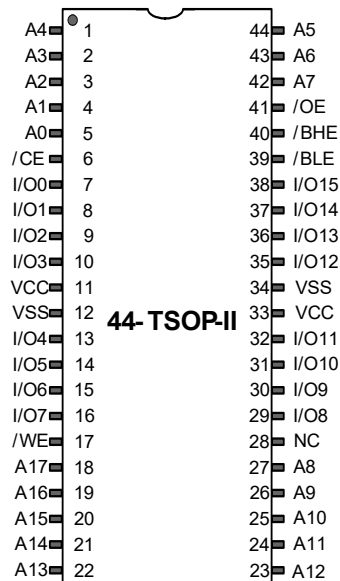 A4 1 44 A5
A3 2 43 A6
A2 3 42 A7
A1 4 41 /OE
A0 5 40 /BHE
/CE 6 39 /BLE
I/O0 7 38 I/O15
I/O1 8 37 I/O14
I/O2 9 36 I/O13
I/O3 10 35 I/O12
VCC 11 34 VSS
VSS 12 33 VCC
44-TSOP-II
I/O4 13 32 I/O11
I/O5 14 31 I/O10
I/O6 15 30 I/O9
I/O7 16 29 I/O8
/WE 17 28 NC
A17 18 27 A8
A16 19 26 A9
A15 20 25 A10
A14 21 24 A11
A13 22 23 A12